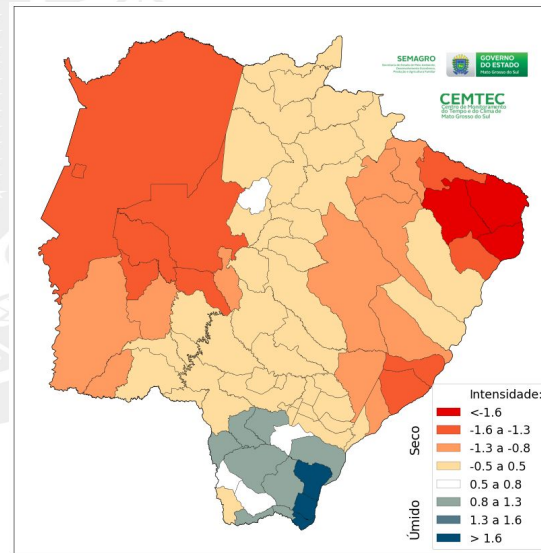 SEMAGRO
GOVERNO
DO ESTADO
Mato Grosso do Sul
CEMTEC
Centro de Monitoramento
do Tempo e do Clima de
Mato Grosso do Sul
Intensidade:
Seco
<-1.6
-1.6 a -1.3
-1.3 a -0.8
-0.5 a 0.5
0.5 a 0.8
Úmido
0.8 a 1.3
1.3 a 1.6
> 1.6